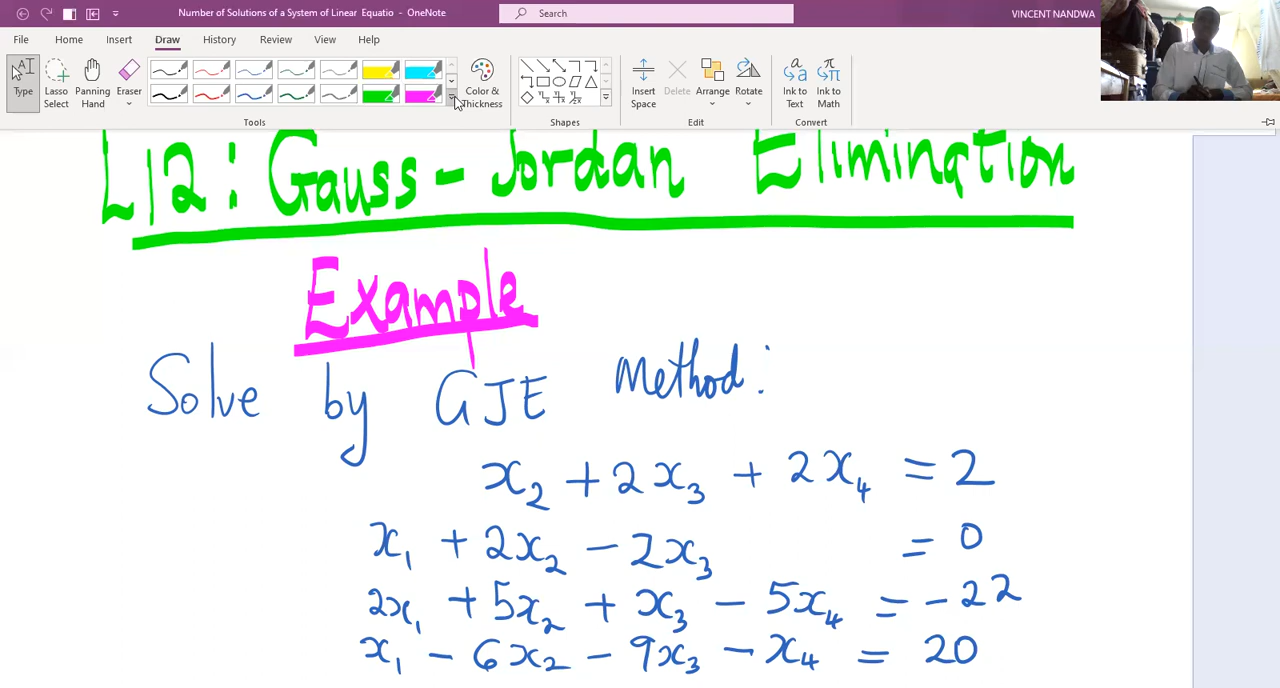 Number of Solutions of a System of Linear Equatio - OneNote
Search
VINCENT NANDWA
File Home Insert Draw History Review View Help
Type
Lasso Select
Panning Hand
Eraser
Color & Thickness
Insert Space
Delete
Arrange
Rotate
Ink to Text
Ink to Math
Tools Shapes Edit Convert
L12: Gauss - Jordan Elimination
Example
Solve by GJE Method:
x₂ + 2x₃ + 2x₄ = 2
x₁ + 2x₂ - 2x₃ = 0
2x₁ + 5x₂ + x₃ - 5x₄ = -22
x₁ - 6x₂ - 9x₃ - x₄ = 20